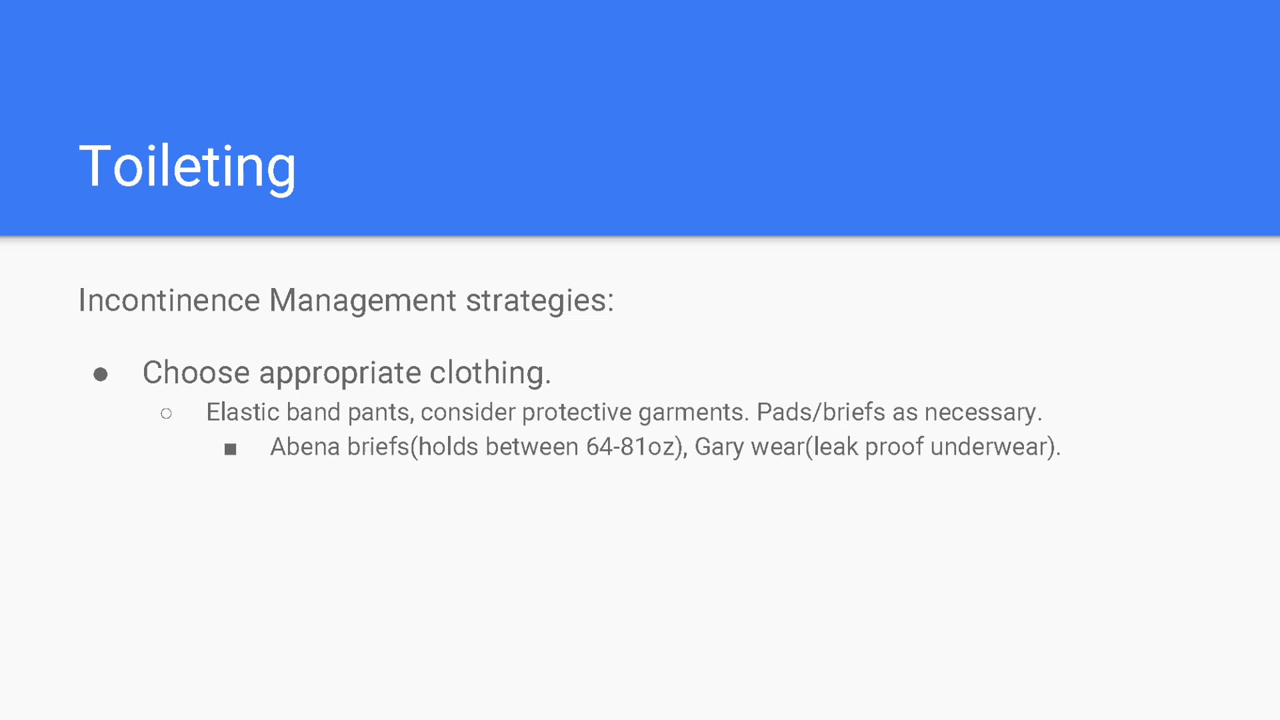 Toileting
Incontinence Management strategies:
● Choose appropriate clothing.
○ Elastic band pants, consider protective garments. Pads/briefs as necessary.
■ Abena briefs(holds between 64-81oz), Gary wear(leak proof underwear).